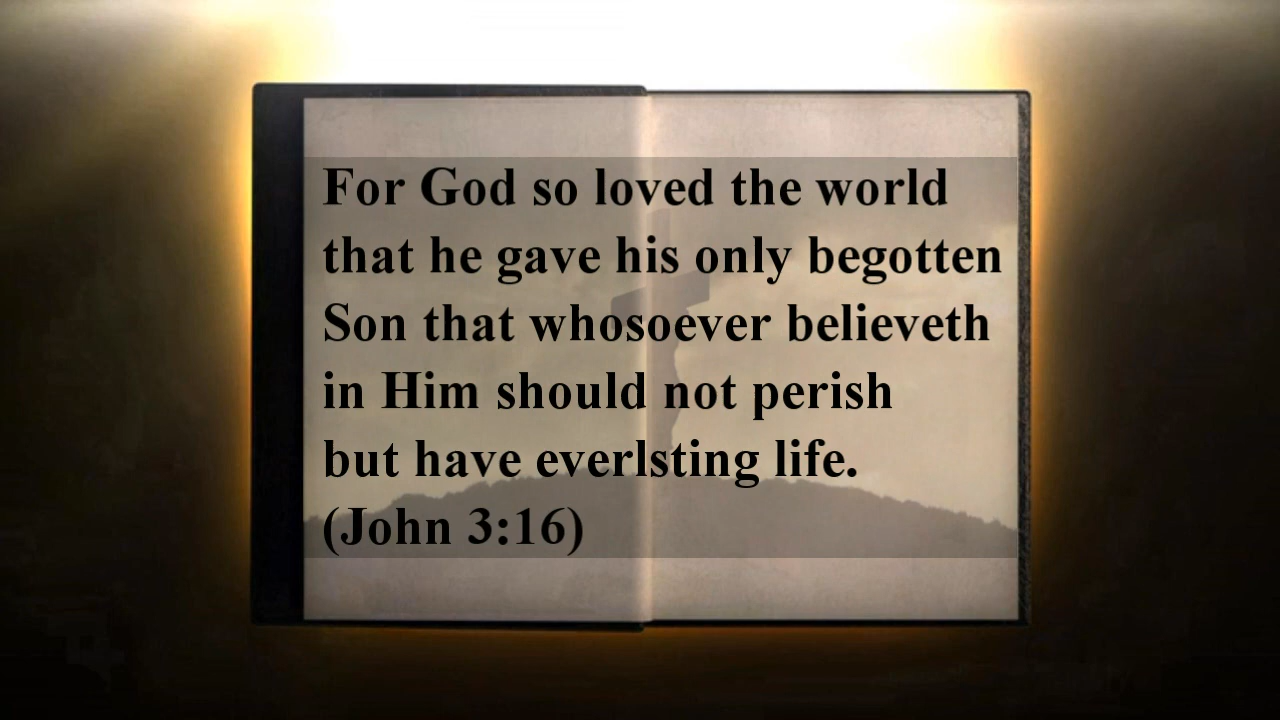 For God so loved the world
that he gave his only begotten
Son that whosoever believeth
in Him should not perish
but have everlsting life.
(John 3:16)